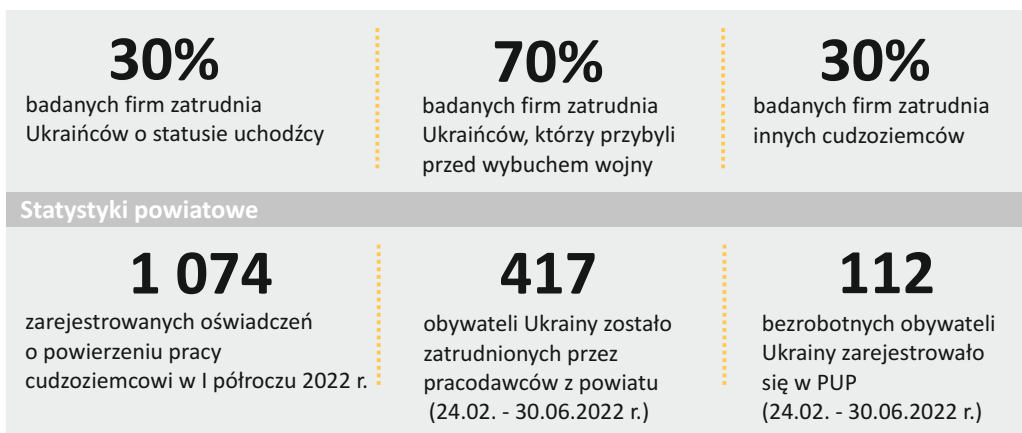 30%
badanych firm zatrudnia
Ukraińców o statusie uchodźcy
70%
badanych firm zatrudnia
Ukraińców, którzy przybyli
przed wybuchem wojny
30%
badanych firm zatrudnia
innych cudzoziemców
Statystyki powiatowe
1 074
zarejestrowanych oświadczeń
o powierzeniu pracy
cudzoziemcowi w I półroczu 2022 r.
417
obywateli Ukrainy zostało
zatrudnionych przez
pracodawców z powiatu
(24.02. - 30.06.2022 r.)
112
bezrobotnych obywateli
Ukrainy zarejestrowało
się w PUP
(24.02. - 30.06.2022 r.)